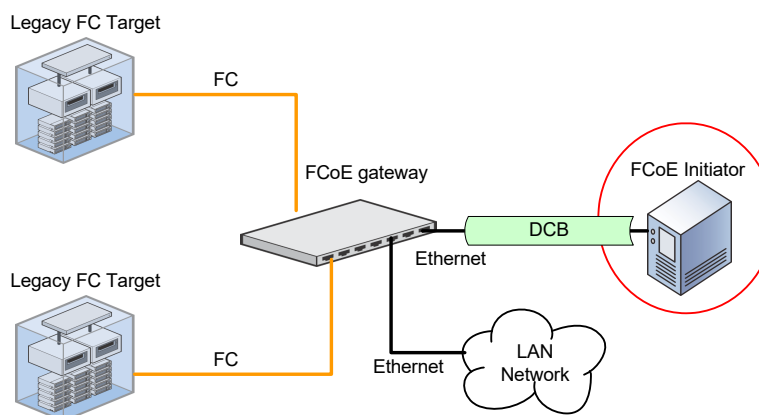 Legacy FC Target
FC
FCoE gateway
FCoE Initiator
DCB
Ethernet
Legacy FC Target
FC
Ethernet
LAN
Network